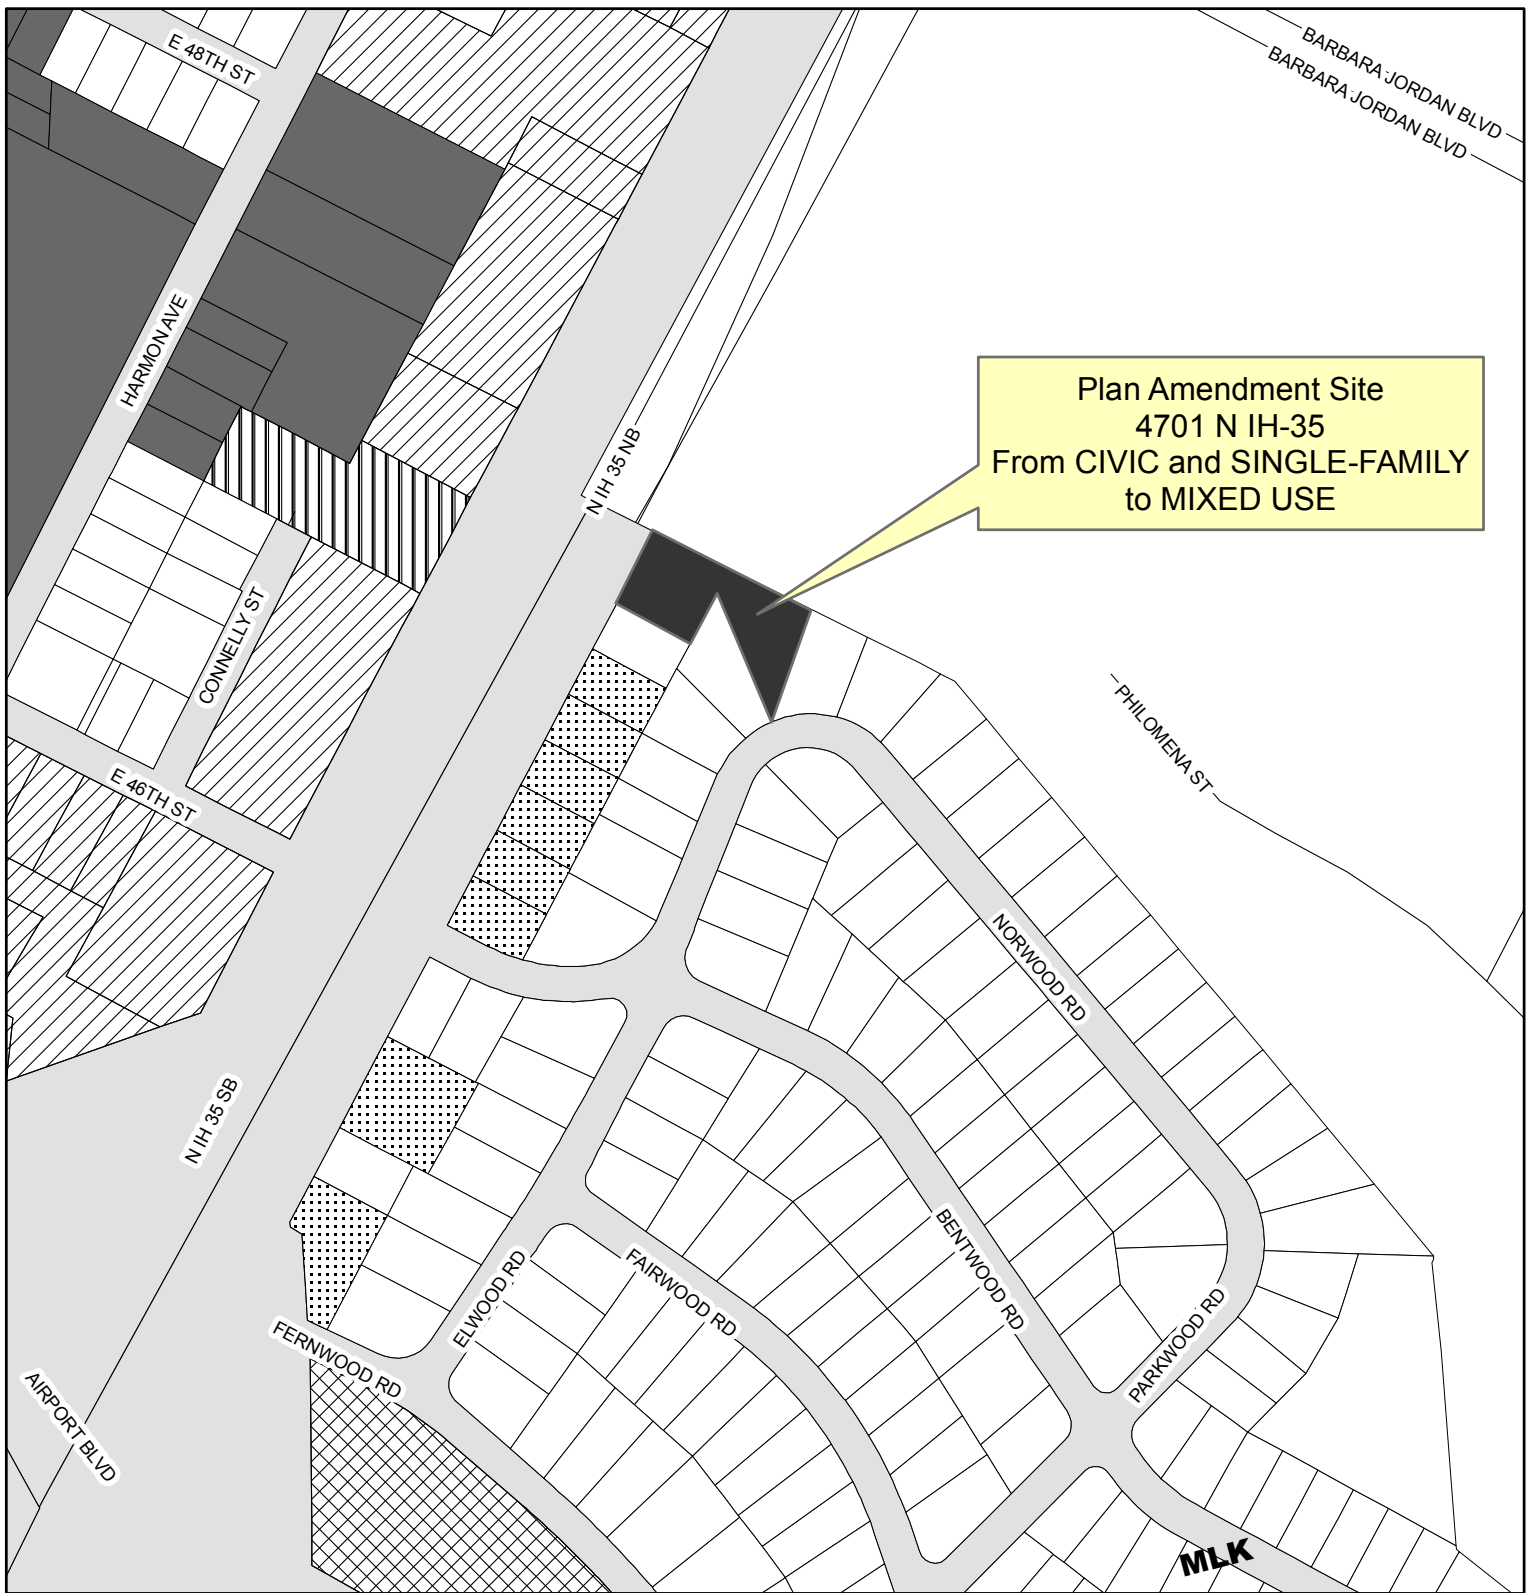 E 48TH ST
BARBARA JORDAN BLVD
BARBARA JORDAN BLVD
HARMON AVE
Plan Amendment Site
4701 N IH-35
From CIVIC and SINGLE-FAMILY
to MIXED USE
N IH 35 NB
CONNELLY ST
PHILOMENA ST
E 46TH ST
NORWOOD RD
N IH 35 SB
BENTWOOD RD
ELWOOD RD
FAIRWOOD RD
PARKWOOD RD
FERNWOOD RD
AIRPORT BLVD
MLK